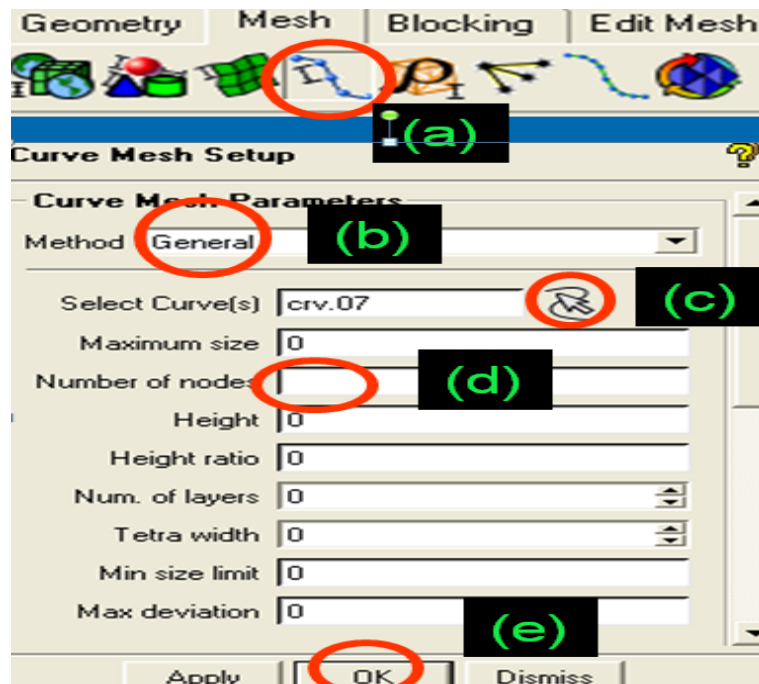 Geometry Mesh Blocking Edit Mesh
(a)
Curve Mesh Setup
Curve Mesh Parameters
Method General (b)
Select Curve(s) crv.07 (c)
Maximum size 0
Number of nodes (d)
Height 0
Height ratio 0
Num. of layers 0
Tetra width 0
Min size limit 0
Max deviation 0
(e)
Apply OK Dismiss